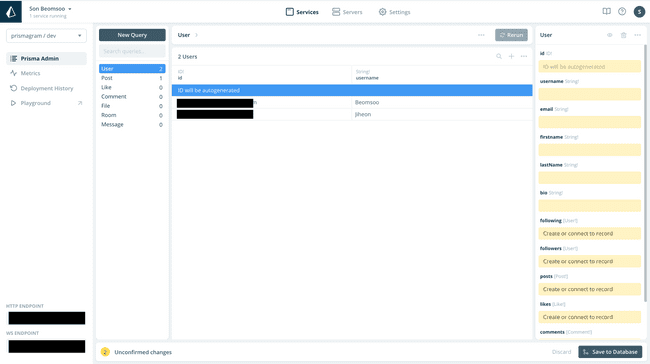 Son Beomsoo
1 service running
Services
Servers
Settings
S
prismagram / dev
Prisma Admin
Metrics
Deployment History
Playground
HTTP ENDPOINT
WS ENDPOINT
New Query
Search queries...
User 2
Post 1
Like 0
Comment 0
File 0
Room 0
Message 0
User
Rerun
2 Users
ID!
id
String!
username
ID will be autogenerated
Beomsoo
Jiheon
User
id ID!
ID will be autogenerated
username String!
email String!
firstname String!
lastName String!
bio String!
following [User!]
Create or connect to record
followers [User!]
Create or connect to record
posts [Post!]
Create or connect to record
likes [Like!]
Create or connect to record
comments [Comment!]
2 Unconfirmed changes
Discard
Save to Database